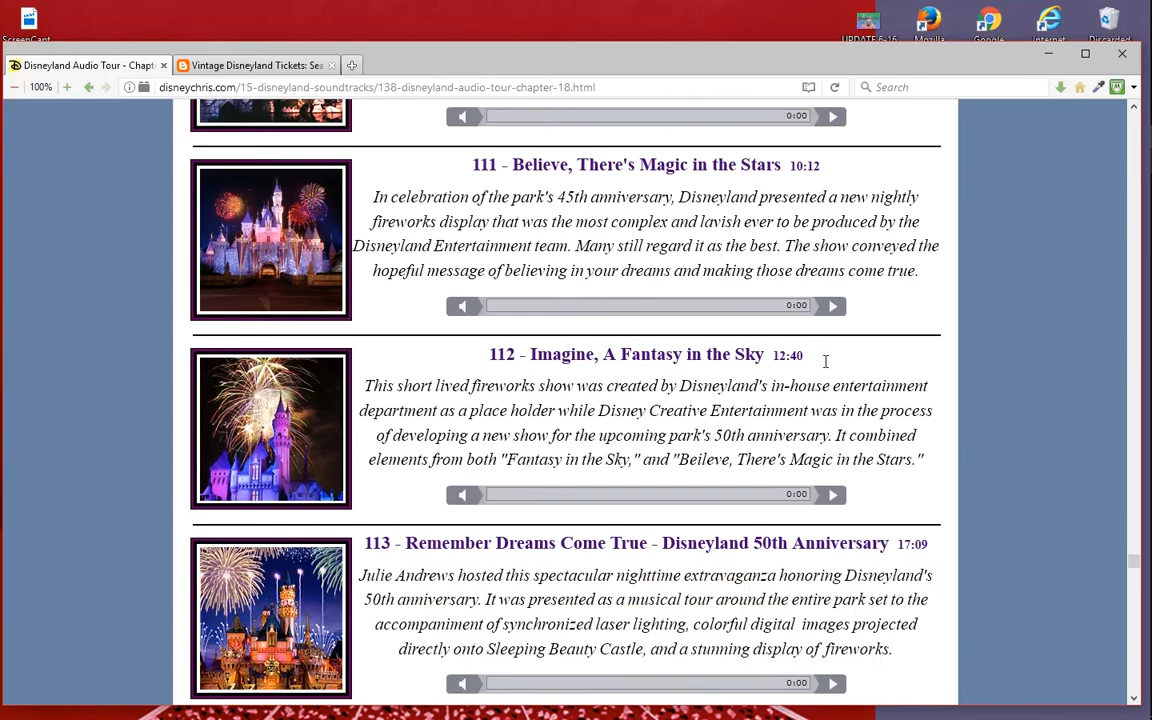 UPDATE 6-16
Mozilla
Google
Internet
Discarded
Disneyland Audio Tour - Chapt
Vintage Disneyland Tickets: Sea
100%
disneychris.com/15-disneyland-soundtracks/138-disneyland-audio-tour-chapter-18.html
Search
0:00
111 - Believe, There's Magic in the Stars 10:12
In celebration of the park's 45th anniversary, Disneyland presented a new nightly
fireworks display that was the most complex and lavish ever to be produced by the
Disneyland Entertainment team. Many still regard it as the best. The show conveyed the
hopeful message of believing in your dreams and making those dreams come true.
0:00
112 - Imagine, A Fantasy in the Sky 12:40
This short lived fireworks show was created by Disneyland's in-house entertainment
department as a place holder while Disney Creative Entertainment was in the process
of developing a new show for the upcoming park's 50th anniversary. It combined
elements from both "Fantasy in the Sky," and "Beileve, There's Magic in the Stars."
0:00
113 - Remember Dreams Come True - Disneyland 50th Anniversary 17:09
Julie Andrews hosted this spectacular nighttime extravaganza honoring Disneyland's
50th anniversary. It was presented as a musical tour around the entire park set to the
accompaniment of synchronized laser lighting, colorful digital images projected
directly onto Sleeping Beauty Castle, and a stunning display of fireworks.
0:00